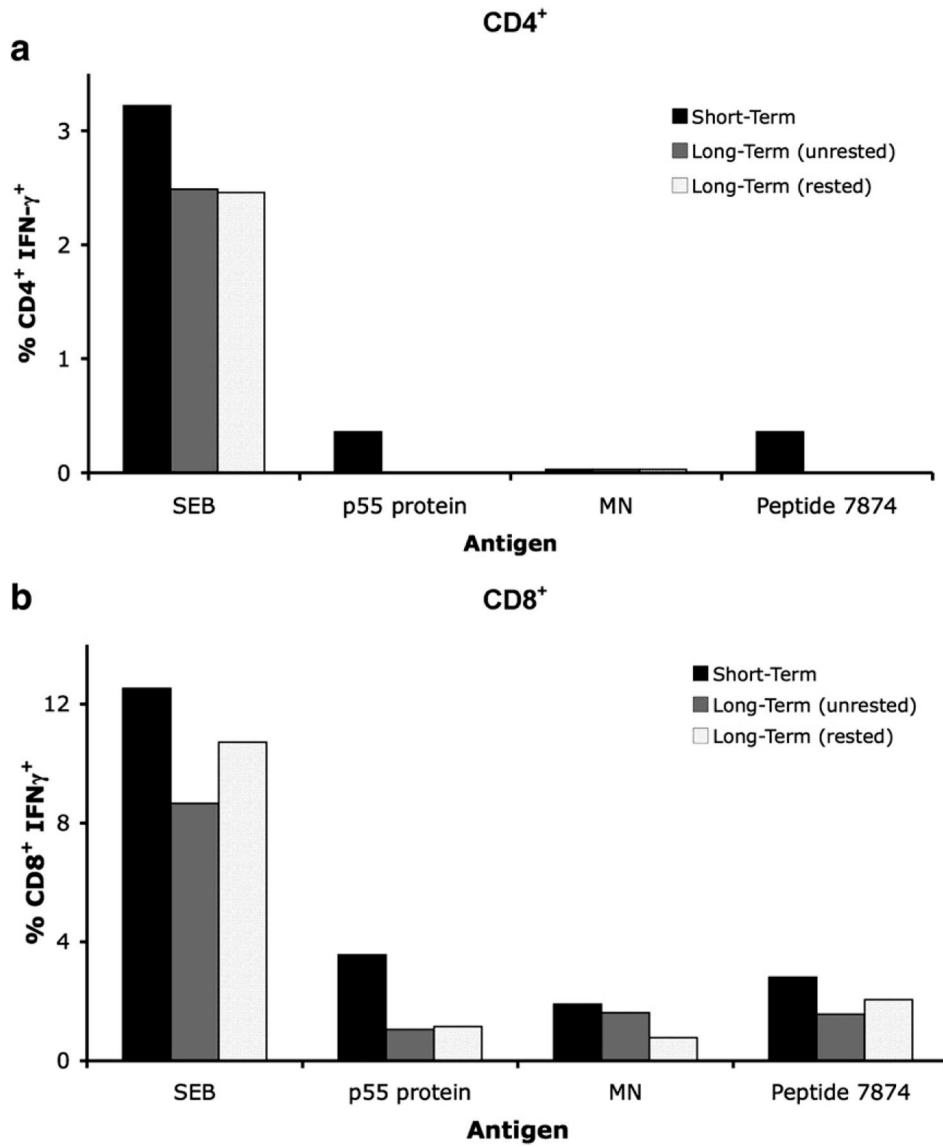 CD4⁺
a
3
2
1
0
% CD4⁺ IFN-γ⁺
Short-Term
Long-Term (unrested)
Long-Term (rested)
SEB p55 protein MN Peptide 7874
Antigen
b
CD8⁺
12
8
4
0
% CD8⁺ IFNγ⁺
Short-Term
Long-Term (unrested)
Long-Term (rested)
SEB p55 protein MN Peptide 7874
Antigen